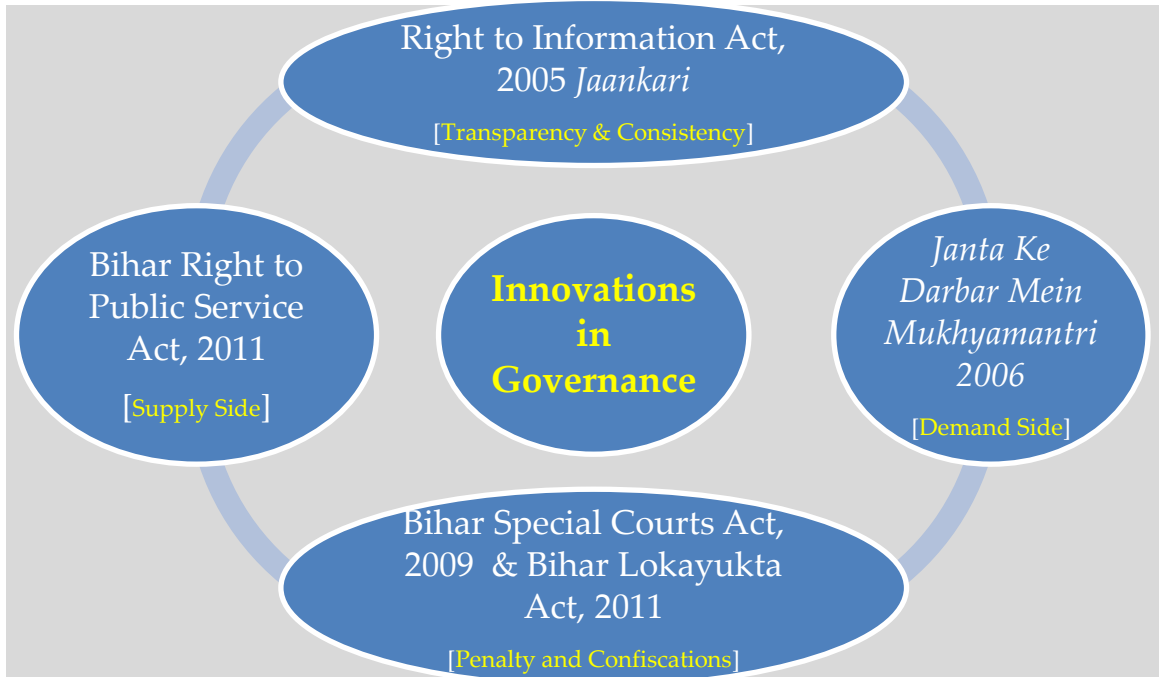 Right to Information Act,
2005 Jaankari
[Transparency & Consistency]
Bihar Right to
Public Service
Act, 2011
[Supply Side]
Innovations
in
Governance
Janta Ke
Darbar Mein
Mukhyamantri
2006
[Demand Side]
Bihar Special Courts Act,
2009 & Bihar Lokayukta
Act, 2011
[Penalty and Confiscations]